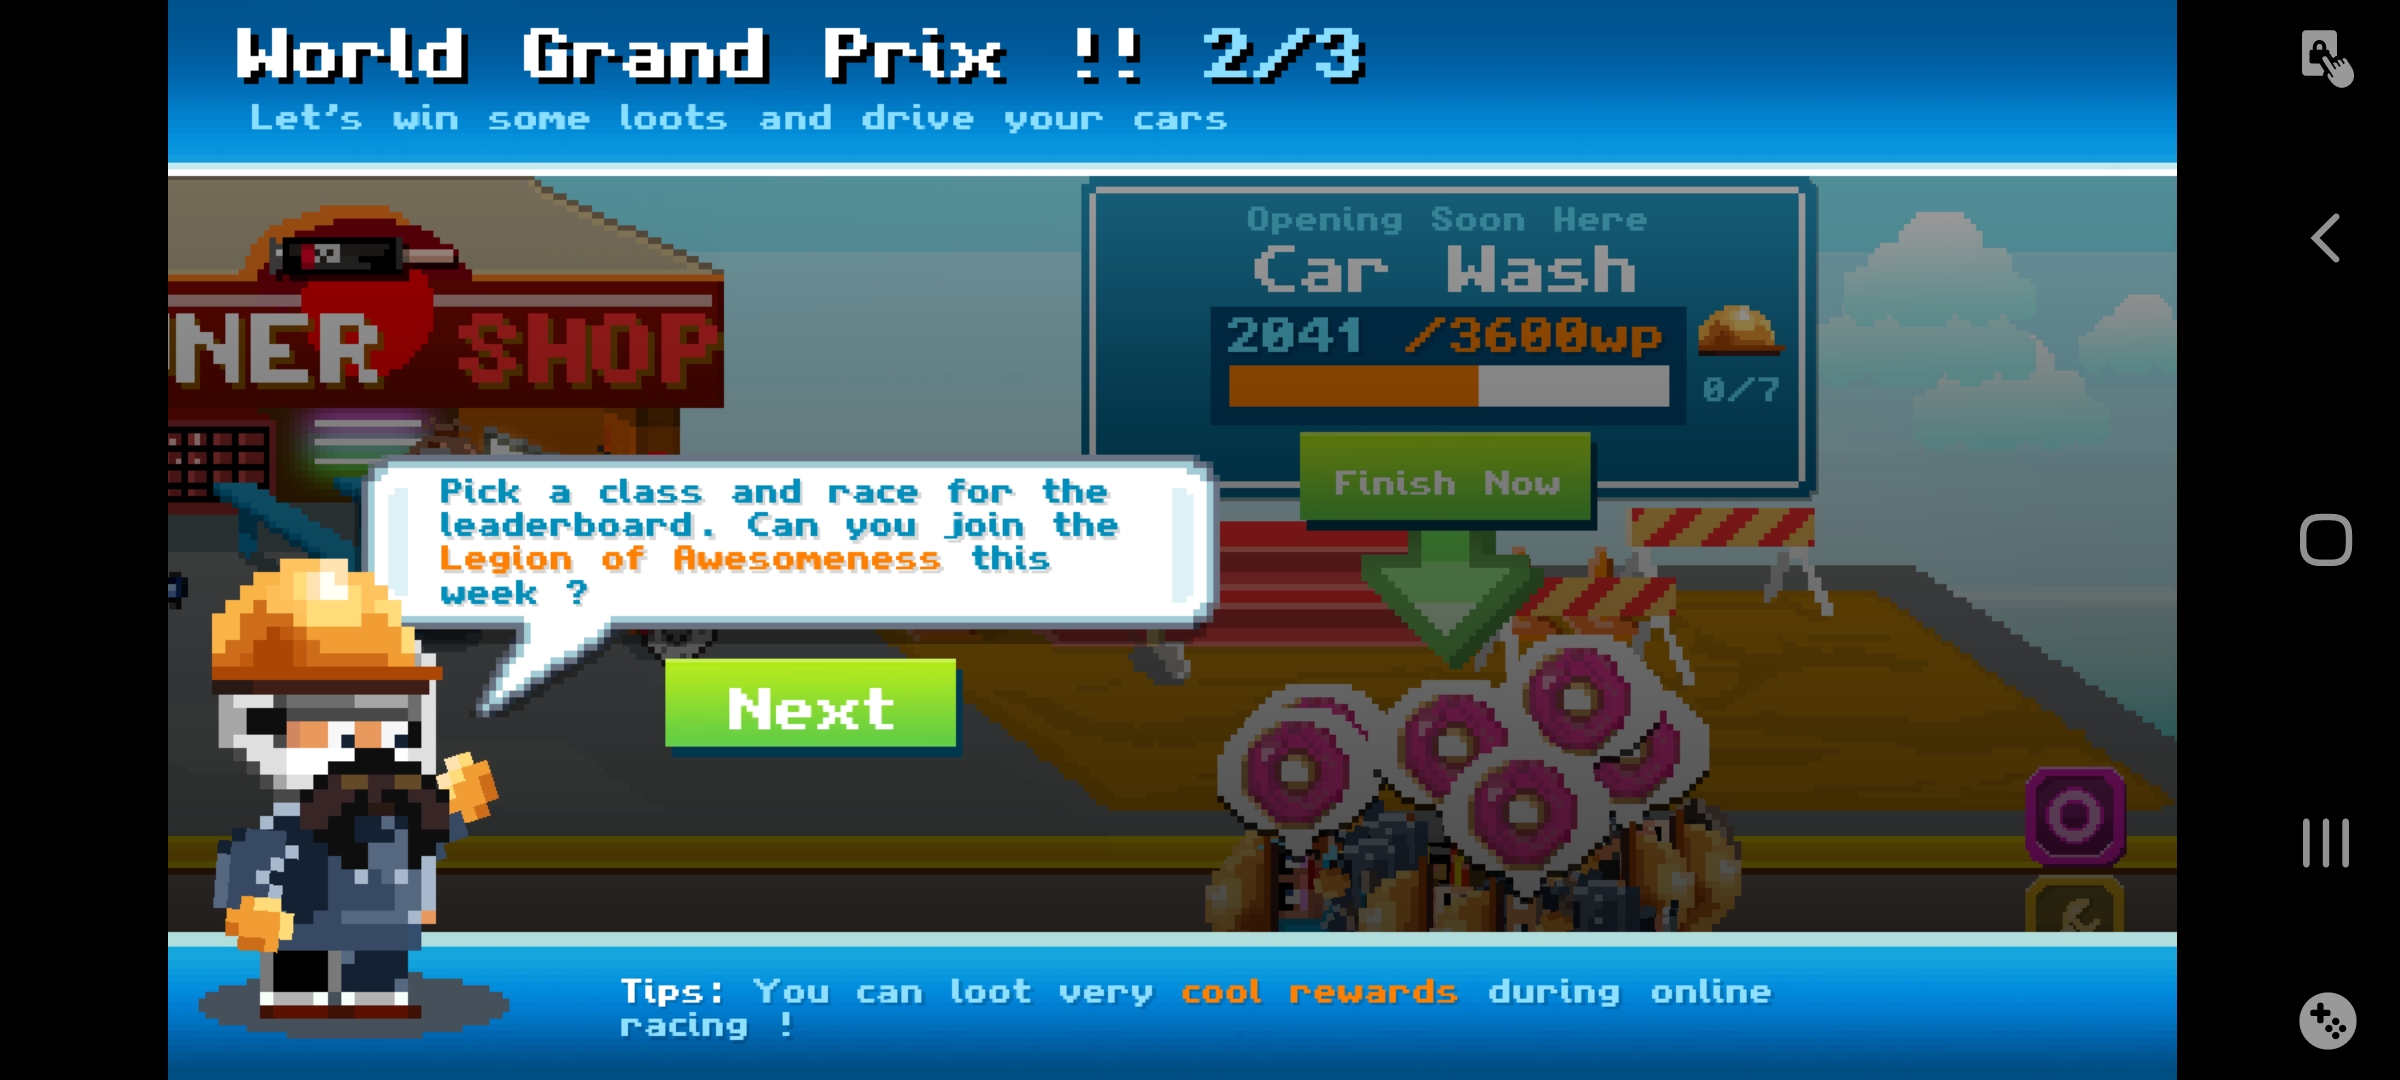 World Grand Prix !! 2/3
Let's win some loots and drive your cars
Opening Soon Here
Car Wash
2041 /3600wp
0/7
NER SHOP
Finish Now
Pick a class and race for the
leaderboard. Can you join the
Legion of Awesomeness this
week ?
Next
Tips: You can loot very cool rewards during online
racing !